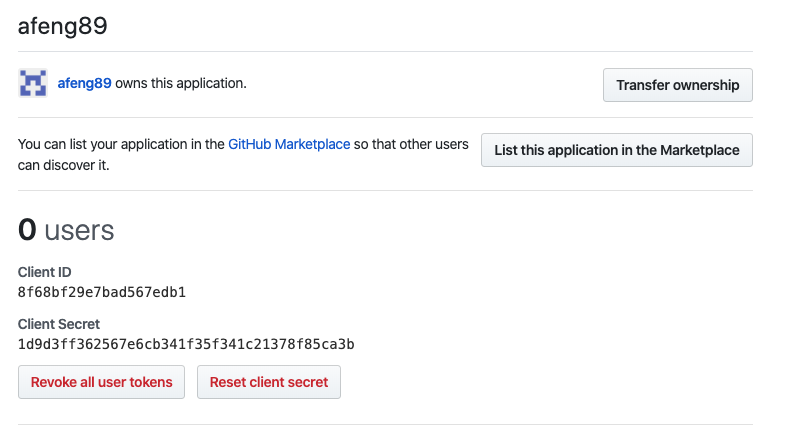 afeng89
afeng89 owns this application.
Transfer ownership
You can list your application in the GitHub Marketplace so that other users
can discover it.
List this application in the Marketplace
0 users
Client ID
8f68bf29e7bad567edb1
Client Secret
1d9d3ff362567e6cb341f35f341c21378f85ca3b
Revoke all user tokens
Reset client secret